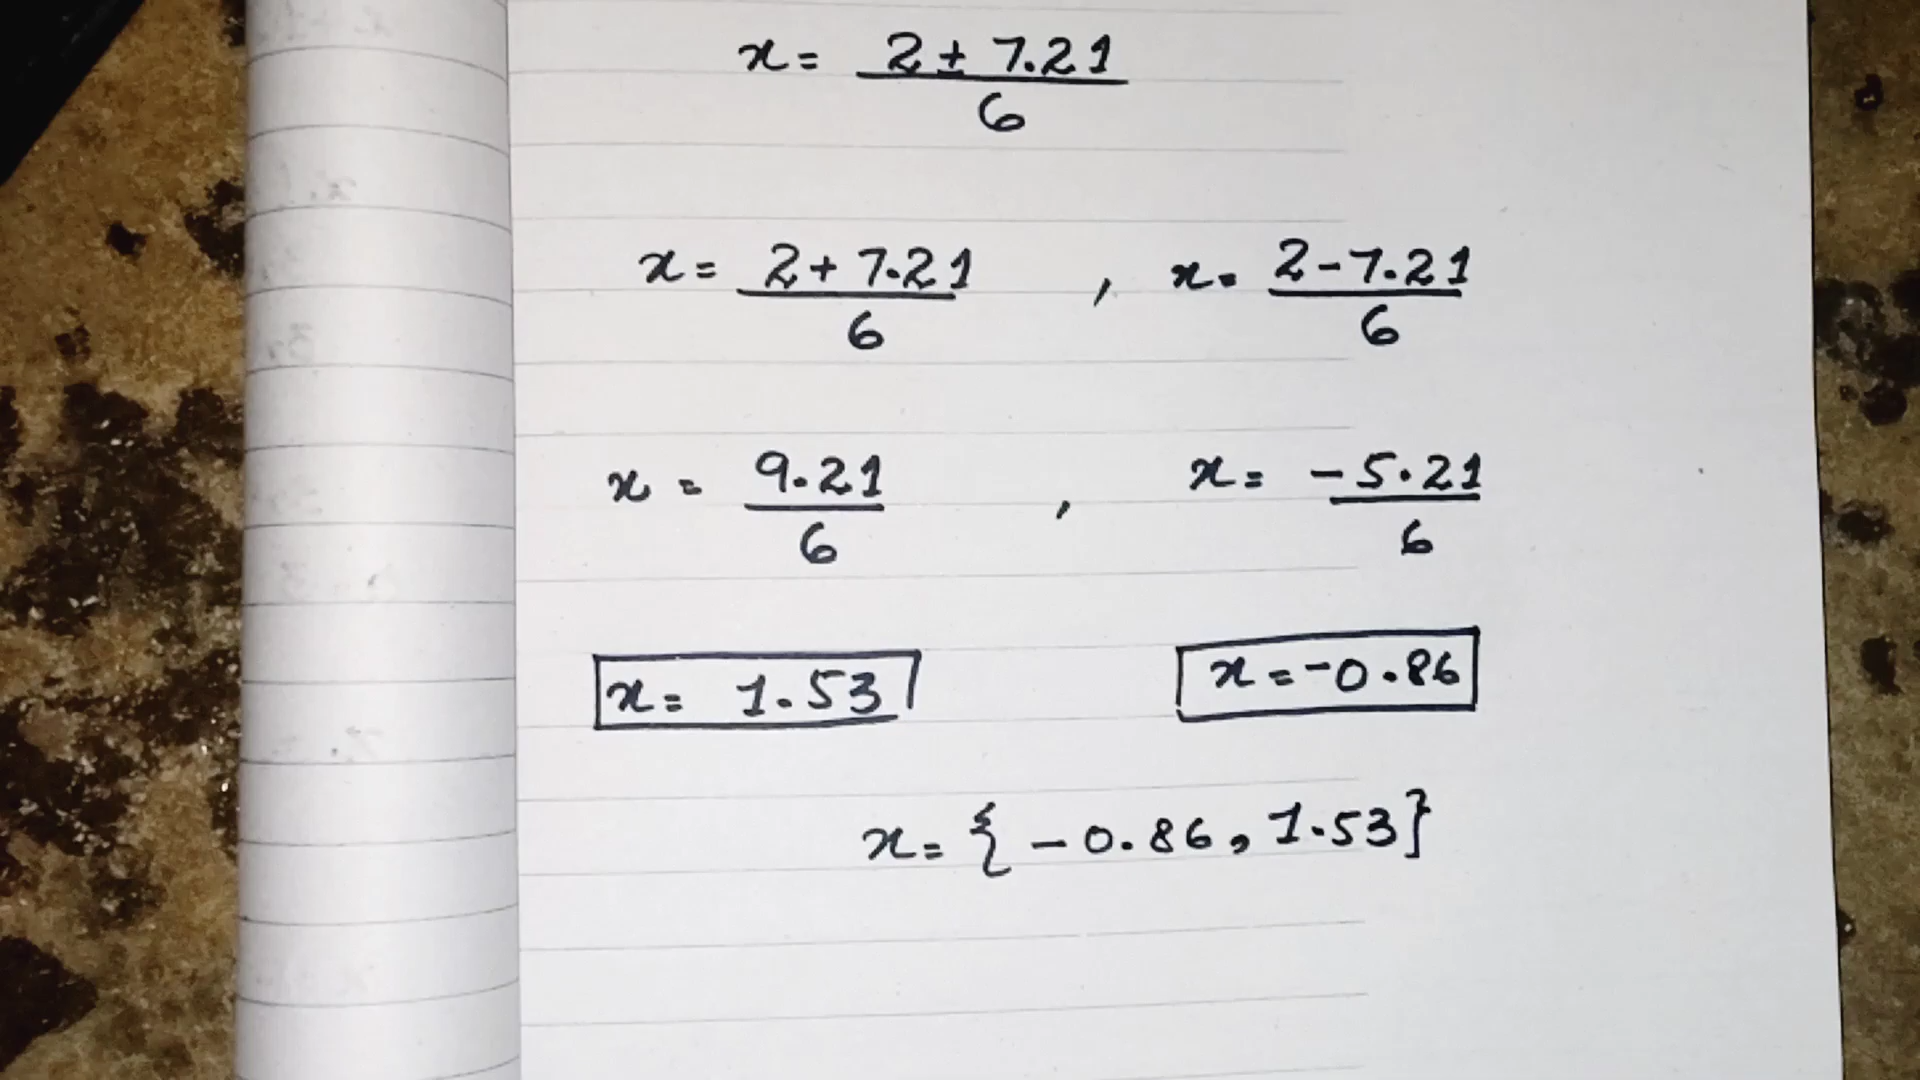 x = 2 ± 7.21
6
x = 2 + 7.21 , x = 2 - 7.21
6 6
x = 9.21 , x = -5.21
6 6
x = 1.53 x = -0.86
x = { - 0.86, 1.53}